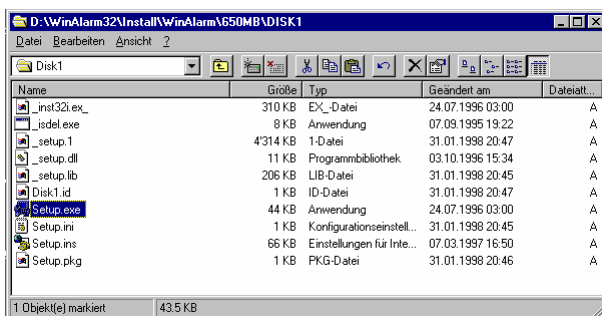 D:\WinAlarm32\Install\WinAlarm\650MB\DISK1
Datei Bearbeiten Ansicht ?
Disk1
Name Größe Typ Geändert am Dateiatt...
_inst32i.ex_ 310 KB EX_-Datei 24.07.1996 03:00 A
_isdel.exe 8 KB Anwendung 07.09.1995 19:22 A
_setup.1 4'314 KB 1-Datei 31.01.1998 20:47 A
_setup.dll 11 KB Programmbibliothek 03.10.1996 15:34 A
_setup.lib 206 KB LIB-Datei 31.01.1998 20:45 A
Disk1.id 1 KB ID-Datei 31.01.1998 20:47 A
Setup.exe 44 KB Anwendung 24.07.1996 03:00 A
Setup.ini 1 KB Konfigurationseinstell... 31.01.1998 20:45 A
Setup.ins 66 KB Einstellungen für Inte... 07.03.1997 16:50 A
Setup.pkg 1 KB PKG-Datei 31.01.1998 20:46 A
1 Objekt(e) markiert 43.5 KB